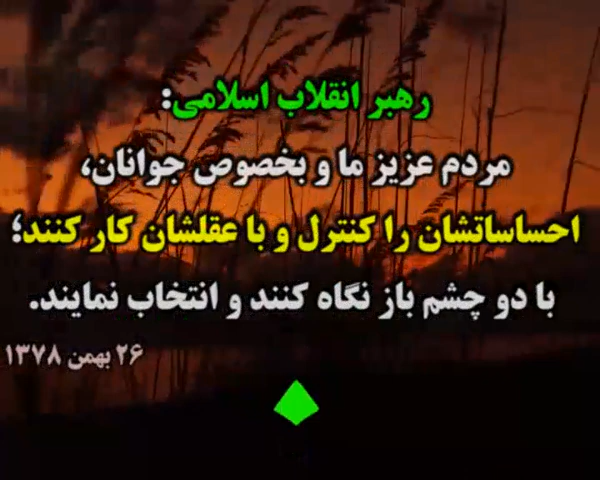 رهبر انقلاب اسلامی:
مردم عزیز ما و بخصوص جوانان،
احساساتشان را کنترل و با عقلشان کار کنند؛
با دو چشم باز نگاه کنند و انتخاب نمایند.
۲۶ بهمن ۱۳۷۸